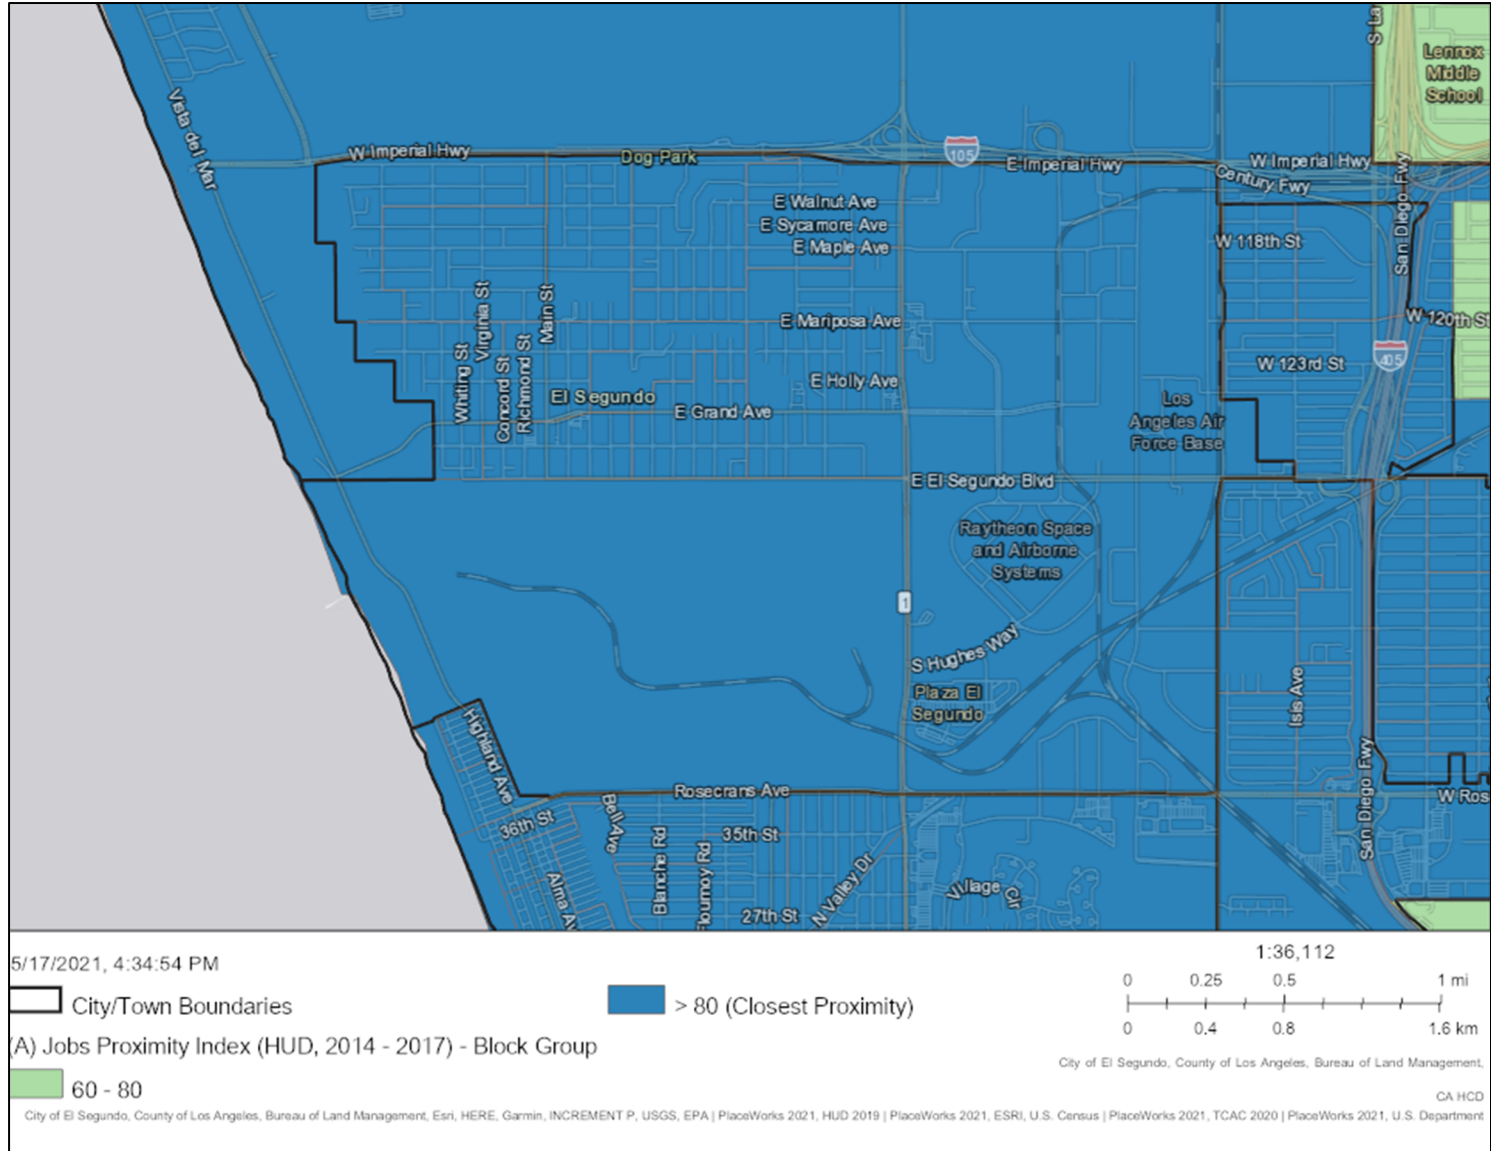 S La
Lennox
Middle
School
Vista del Mar
W Imperial Hwy
Dog Park
105
E Imperial Hwy
W Imperial Hwy
Century Fwy
San Diego Fwy
E Walnut Ave
E Sycamore Ave
E Maple Ave
W 118th St
Virginia St
Main St
E Mariposa Ave
W 120th St
Whiting St
Concord St
Richmond St
405
W 123rd St
E Holly Ave
El Segundo
E Grand Ave
Los
Angeles Air
Force Base
E El Segundo Blvd
Raytheon Space
and Airborne
Systems
1
S Hughes Way
Plaza El
Segundo
Isis Ave
Highland Ave
San Diego Fwy
Rosecrans Ave
W Ros
36th St
Bell Ave
Blanche Rd
Flournoy Rd
35th St
N Valley Dr
Village Cir
Alma Av
27th St
5/17/2021, 4:34:54 PM
City/Town Boundaries
(A) Jobs Proximity Index (HUD, 2014 - 2017) - Block Group
60 - 80
> 80 (Closest Proximity)
1:36,112
0 0.25 0.5 1 mi
0 0.4 0.8 1.6 km
City of El Segundo, County of Los Angeles, Bureau of Land Management,
CA HCD
City of El Segundo, County of Los Angeles, Bureau of Land Management, Esri, HERE, Garmin, INCREMENT P, USGS, EPA | PlaceWorks 2021, HUD 2019 | PlaceWorks 2021, ESRI, U.S. Census | PlaceWorks 2021, TCAC 2020 | PlaceWorks 2021, U.S. Department